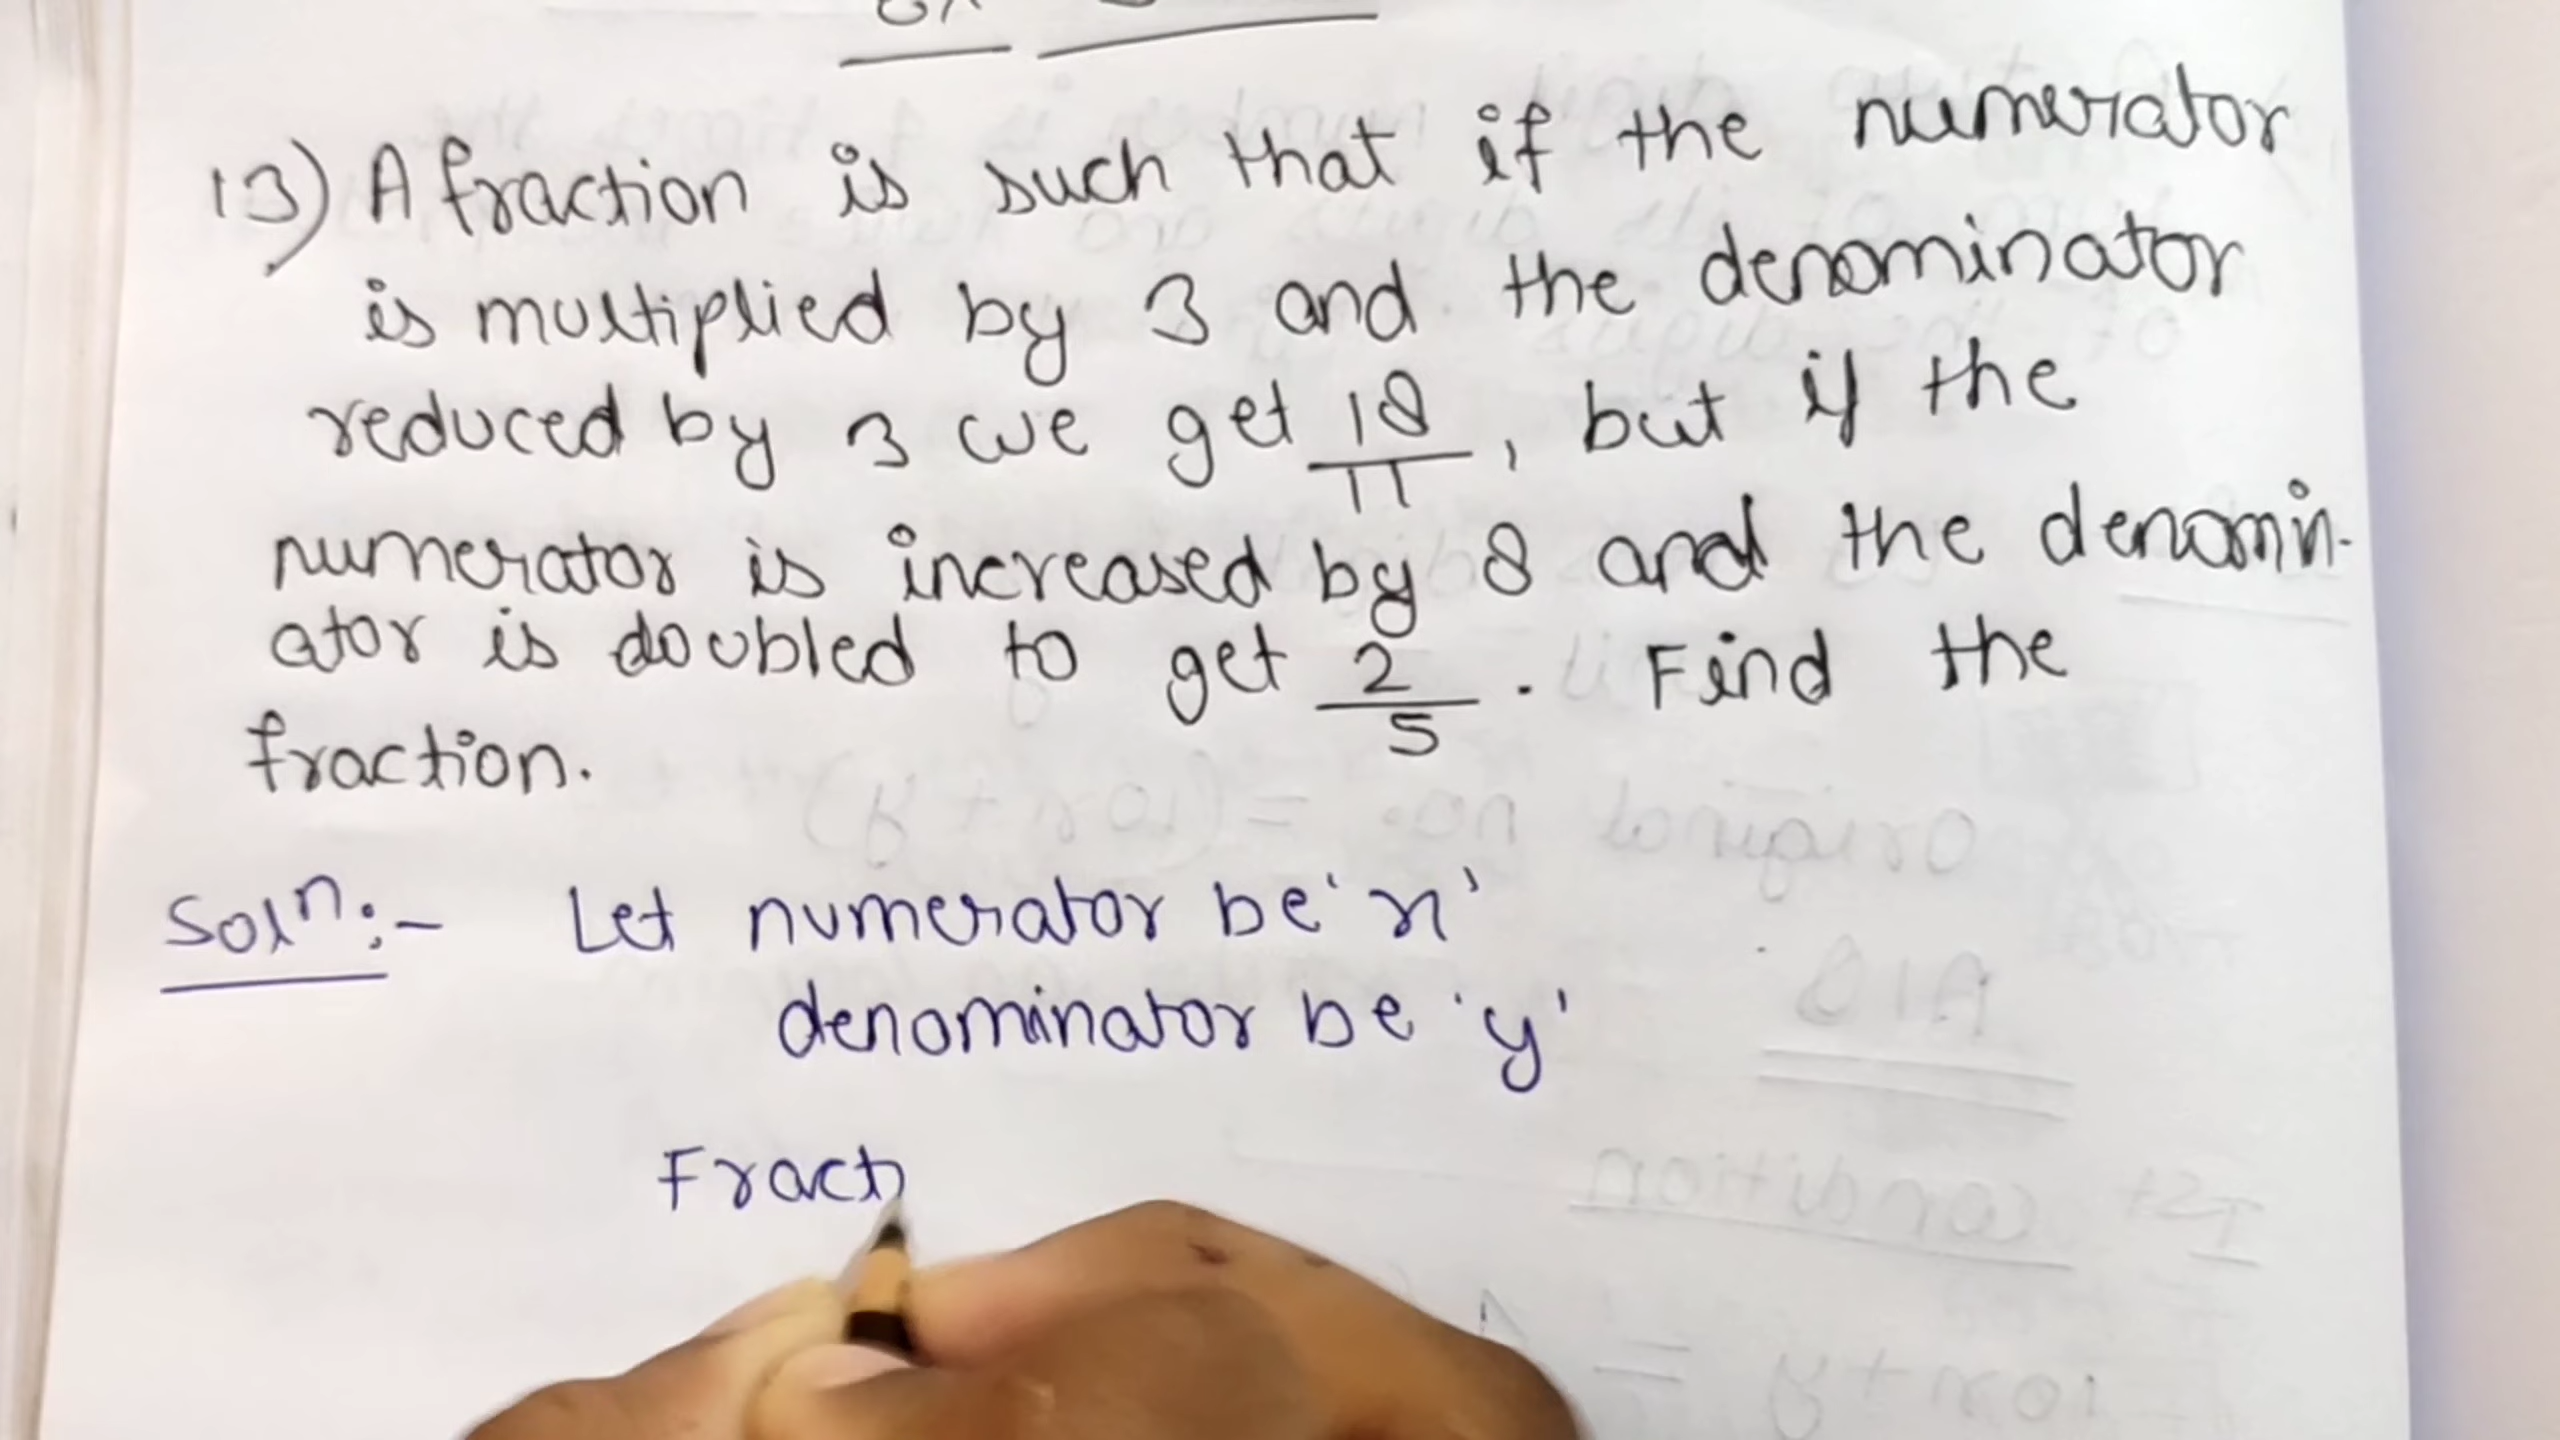 13) A fraction is such that if the numerator
is multiplied by 3 and the denominator
reduced by 3 we get 18/11, but if the
numerator is increased by 8 and the denomin-
ator is doubled to get 2/5. Find the
fraction.
Solⁿ:- Let numerator be 'x'
denominator be 'y'
Fract